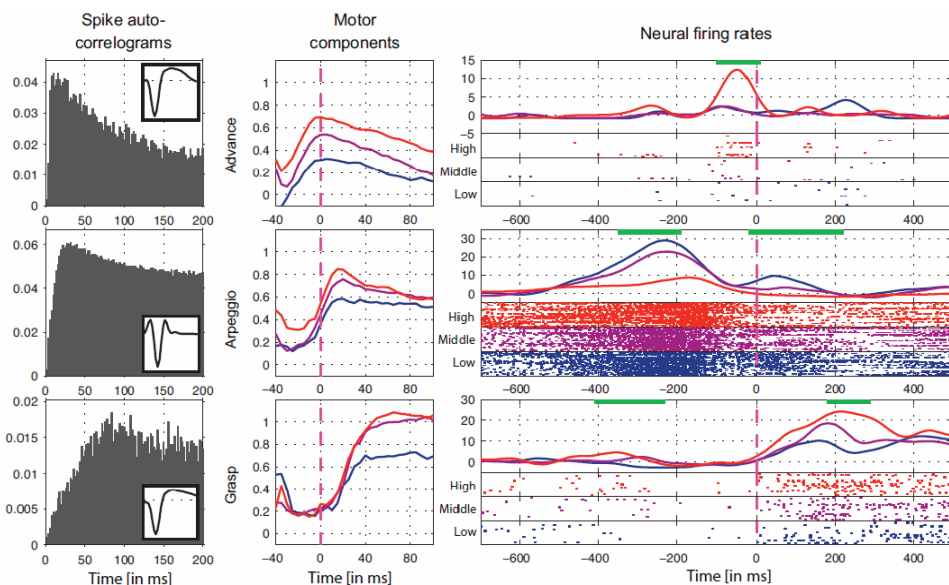 Spike auto-
correlograms
Motor
components
Neural firing rates
0.04
0.03
0.02
0.01
0
0 50 100 150 200
Advance
1
0.8
0.6
0.4
0.2
0
-40 0 40 80
15
10
5
0
-5
High
Middle
Low
-600 -400 -200 0 200 400
0.06
0.04
0.02
0
0 50 100 150 200
Arpeggio
1
0.8
0.6
0.4
0.2
0
-40 0 40 80
30
20
10
0
High
Middle
Low
-600 -400 -200 0 200 400
0.02
0.015
0.01
0.005
0
0 50 100 150 200
Time [in ms]
Grasp
1
0.8
0.6
0.4
0.2
0
-40 0 40 80
Time [in ms]
30
20
10
0
High
Middle
Low
-600 -400 -200 0 200 400
Time [in ms]